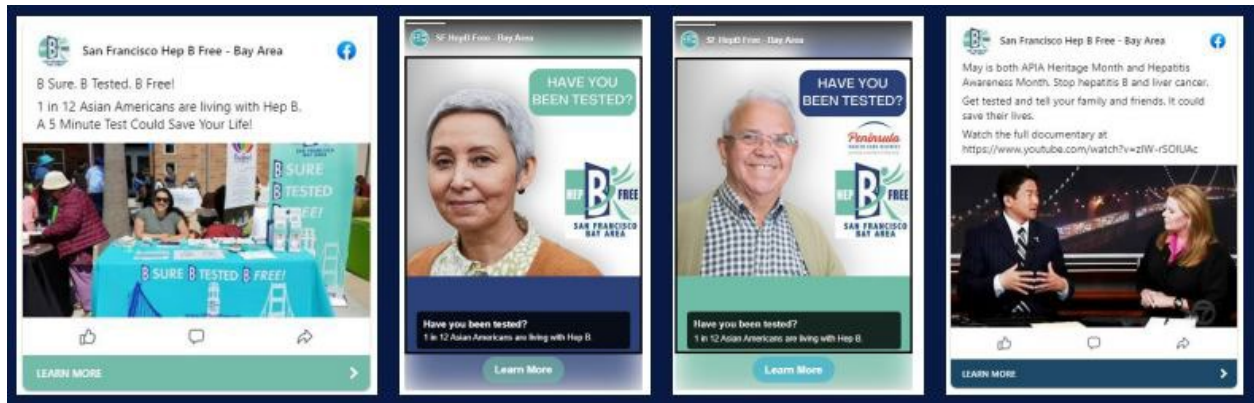 San Francisco Hep B Free - Bay Area
B Sure. B Tested. B Free!
1 in 12 Asian Americans are living with Hep B.
A 5 Minute Test Could Save Your Life!
SAN FRANCISCO
BAY AREA
B SURE
B TESTED
B SURE B TESTED B FREE!
LEARN MORE
SF HepB Free - Bay Area
HAVE YOU
BEEN TESTED?
HEP B FREE
SAN FRANCISCO
BAY AREA
Have you been tested?
1 in 12 Asian Americans are living with Hep B.
Learn More
SF HepB Free - Bay Area
HAVE YOU
BEEN TESTED?
Peninsula
HEP B FREE
SAN FRANCISCO
BAY AREA
Have you been tested?
1 in 12 Asian Americans are living with Hep B.
Learn More
San Francisco Hep B Free - Bay Area
May is both APIA Heritage Month and Hepatitis
Awareness Month. Stop hepatitis B and liver cancer.
Get tested and tell your family and friends. It could
save their lives.
Watch the full documentary at
https://www.youtube.com/watch?v=zIW-rSOIUAc
LEARN MORE